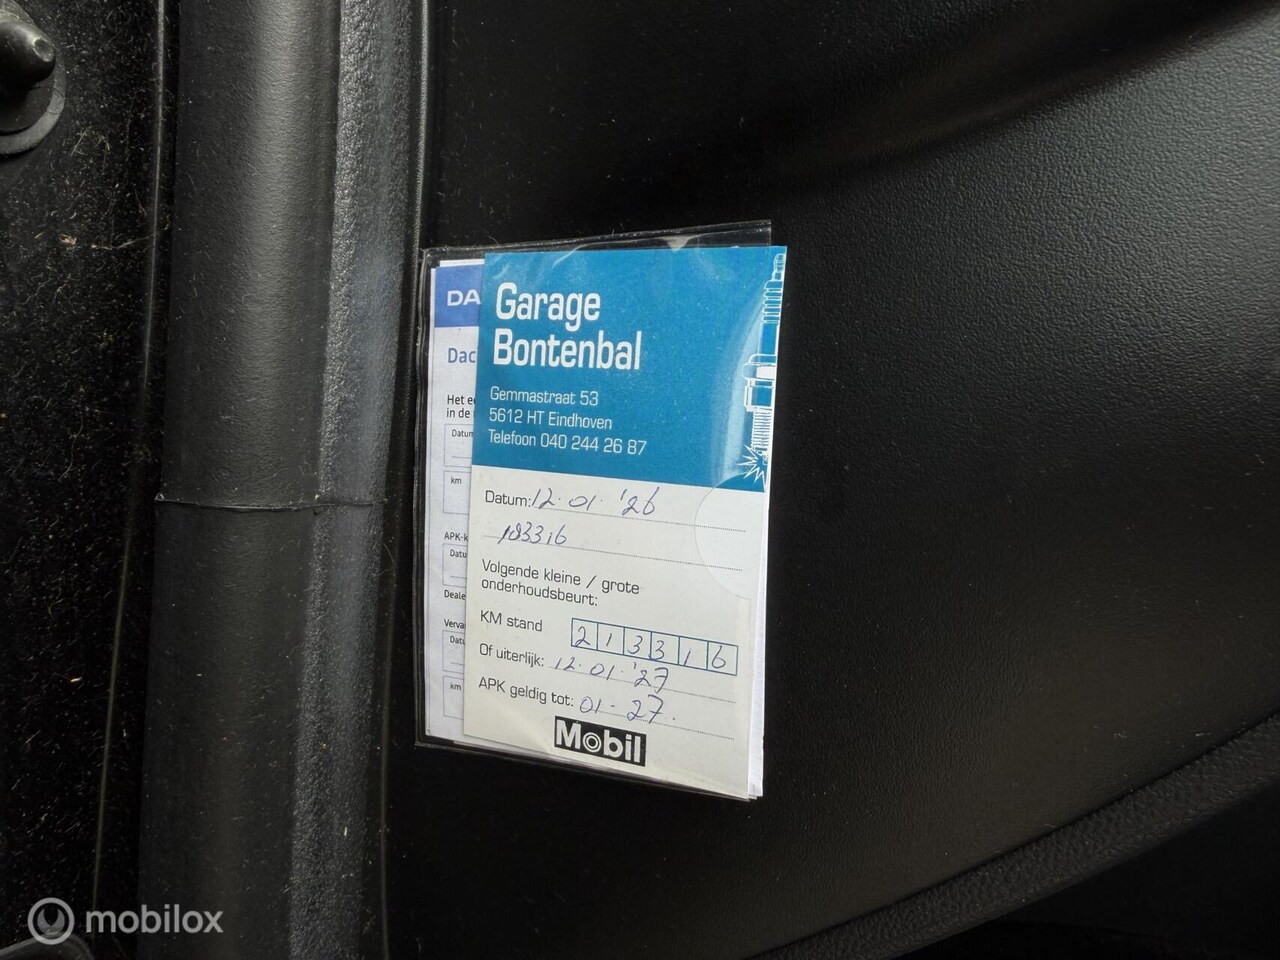 DA
Dac
Het e
in de
Datum
km
APK-k
Datu
Deale
Verva
Datu
km
Garage
Bontenbal
Gemmastraat 53
5612 HT Eindhoven
Telefoon 040 244 26 87
Datum: 12.01.'26
183316
Volgende kleine / grote
onderhoudsbeurt:
KM stand 213316
Of uiterlijk: 12.01.'27
APK geldig tot: 01-27.
Mobil
mobilox